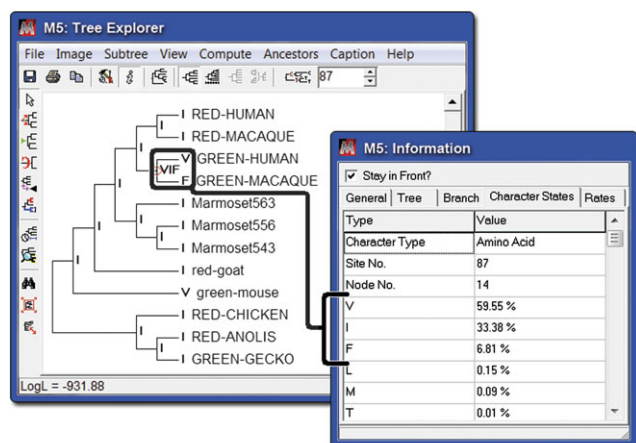 M5: Tree Explorer
File Image Subtree View Compute Ancestors Caption Help
87
I RED-HUMAN
I
I RED-MACAQUE
I
V GREEN-HUMAN
VIF
F GREEN-MACAQUE
I
I Marmoset563
I
I Marmoset556
I
I Marmoset543
I
I red-goat
I
V green-mouse
I
I RED-CHICKEN
I
I RED-ANOLIS
I
I GREEN-GECKO
LogL = -931.88
M5: Information
Stay in Front?
General Tree Branch Character States Rates
Type Value
Character Type Amino Acid
Site No. 87
Node No. 14
V 59.55 %
I 33.38 %
F 6.81 %
L 0.15 %
M 0.09 %
T 0.01 %